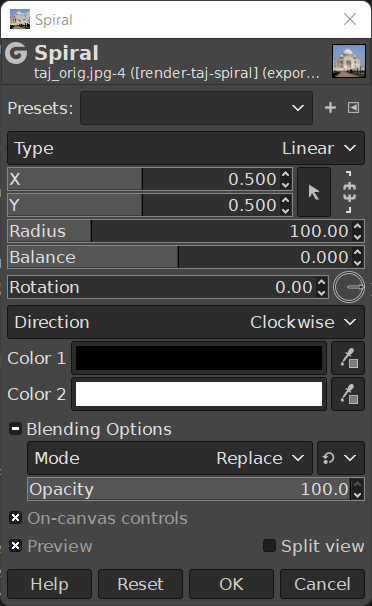 Spiral
Spiral
taj_orig.jpg-4 ([render-taj-spiral] (expor...
Presets:
Type Linear
X 0.500
Y 0.500
Radius 100.00
Balance 0.000
Rotation 0.00
Direction Clockwise
Color 1
Color 2
Blending Options
Mode Replace
Opacity 100.0
On-canvas controls
Preview Split view
Help Reset OK Cancel